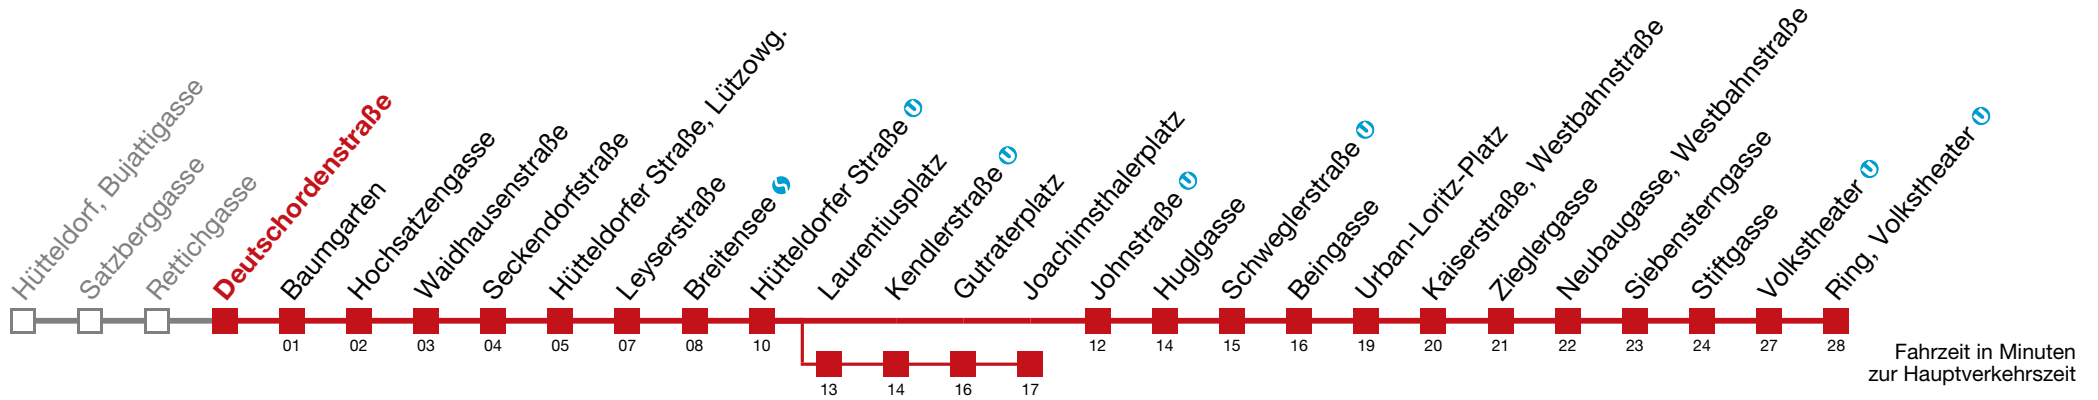 Hütteldorf, Bujattigasse
Satzberggasse
Rettichgasse
Deutschordenstraße
Baumgarten
Hochsatzengasse
Waidhausenstraße
Seckendorfstraße
Hütteldorfer Straße, Lützowg.
Leyserstraße
Breitensee
Hütteldorfer Straße U
Laurentiusplatz
Kendlerstraße U
Gutraterplatz
Joachimsthalerplatz
Johnstraße U
Huglgasse
Schweglerstraße U
Beingasse
Urban-Loritz-Platz
Kaiserstraße, Westbahnstraße
Zieglergasse
Neubaugasse, Westbahnstraße
Siebensterngasse
Stiftgasse
Volkstheater U
Ring, Volkstheater U
01 02 03 04 05 07 08 10 12 14 15 16 19 20 21 22 23 24 27 28
13 14 16 17
Fahrzeit in Minuten
zur Hauptverkehrszeit